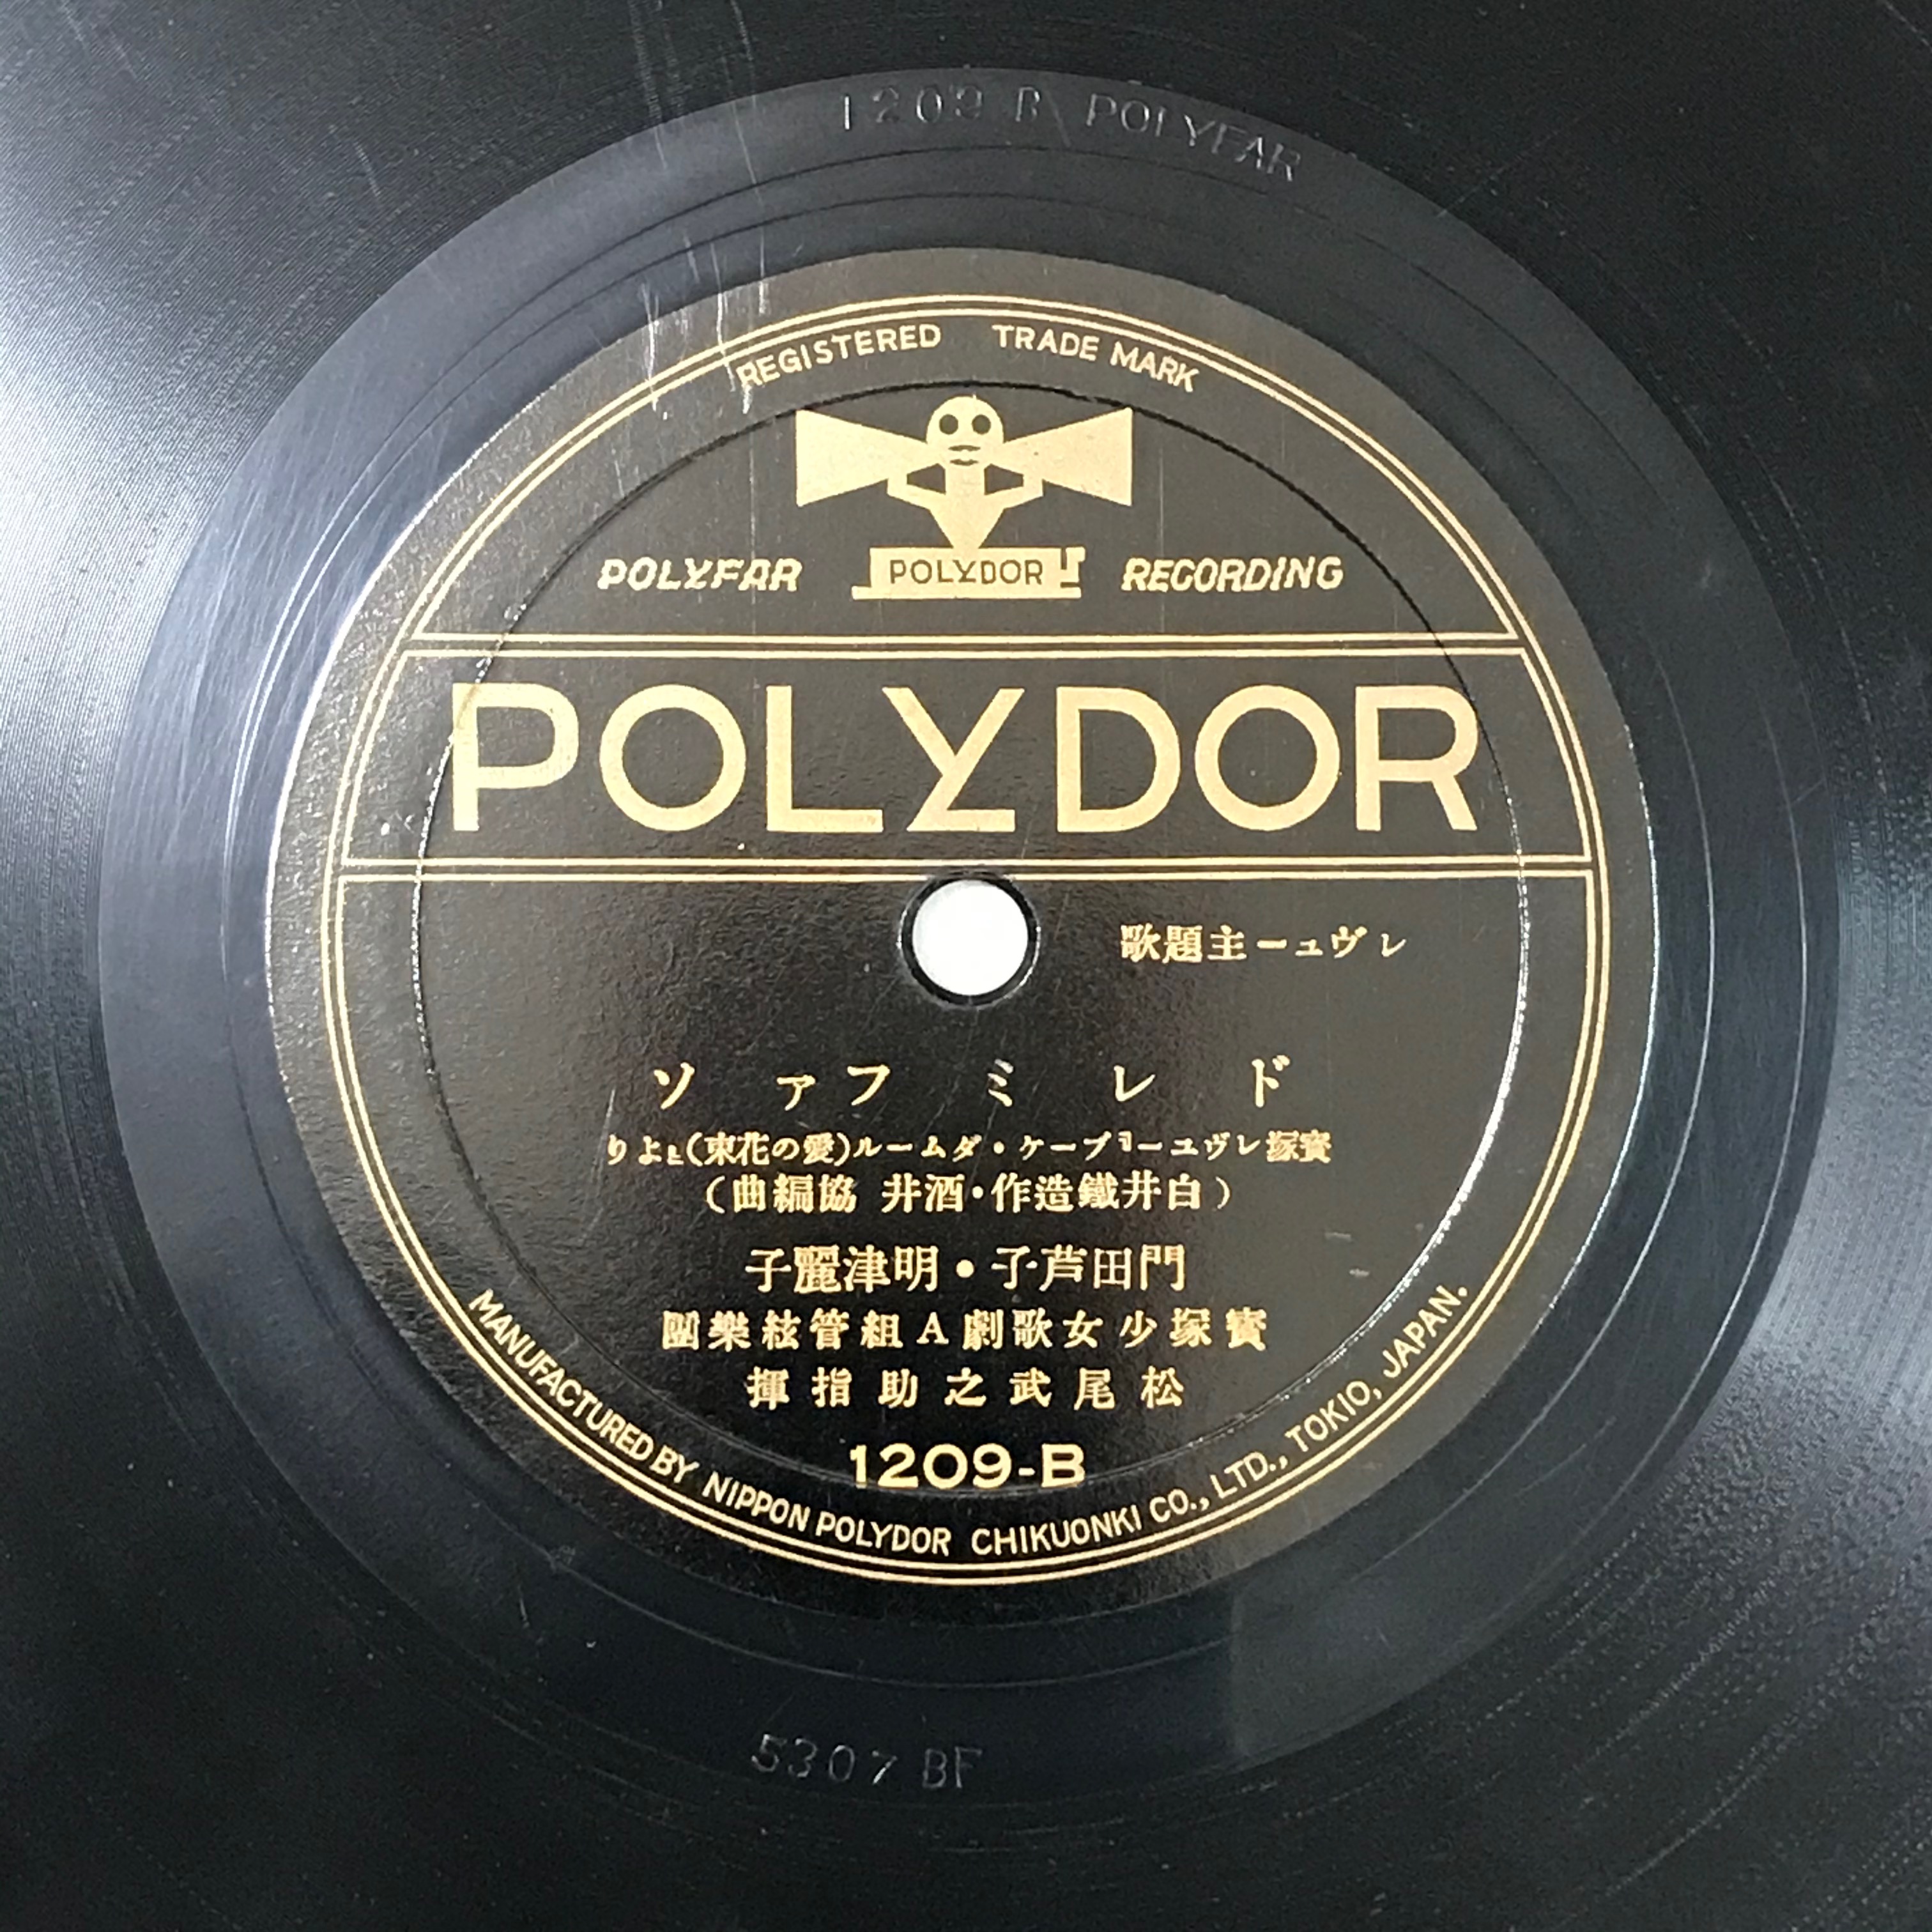 1209 B POLYFAR
REGISTERED TRADE MARK
POLYFAR POLYDOR RECORDING
POLYDOR
レヴュー主題歌
ドレミファソ
寶塚レヴユー『ブーケ・ダムール(愛の花束)』より
(白井鐵造作・酒井 協編曲)
門田芦子・明津麗子
寶塚少女歌劇A組管絃樂團
松尾武之助指揮
1209-B
MANUFACTURED BY NIPPON POLYDOR CHIKUONKI CO., LTD., TOKIO, JAPAN.
5307 BF